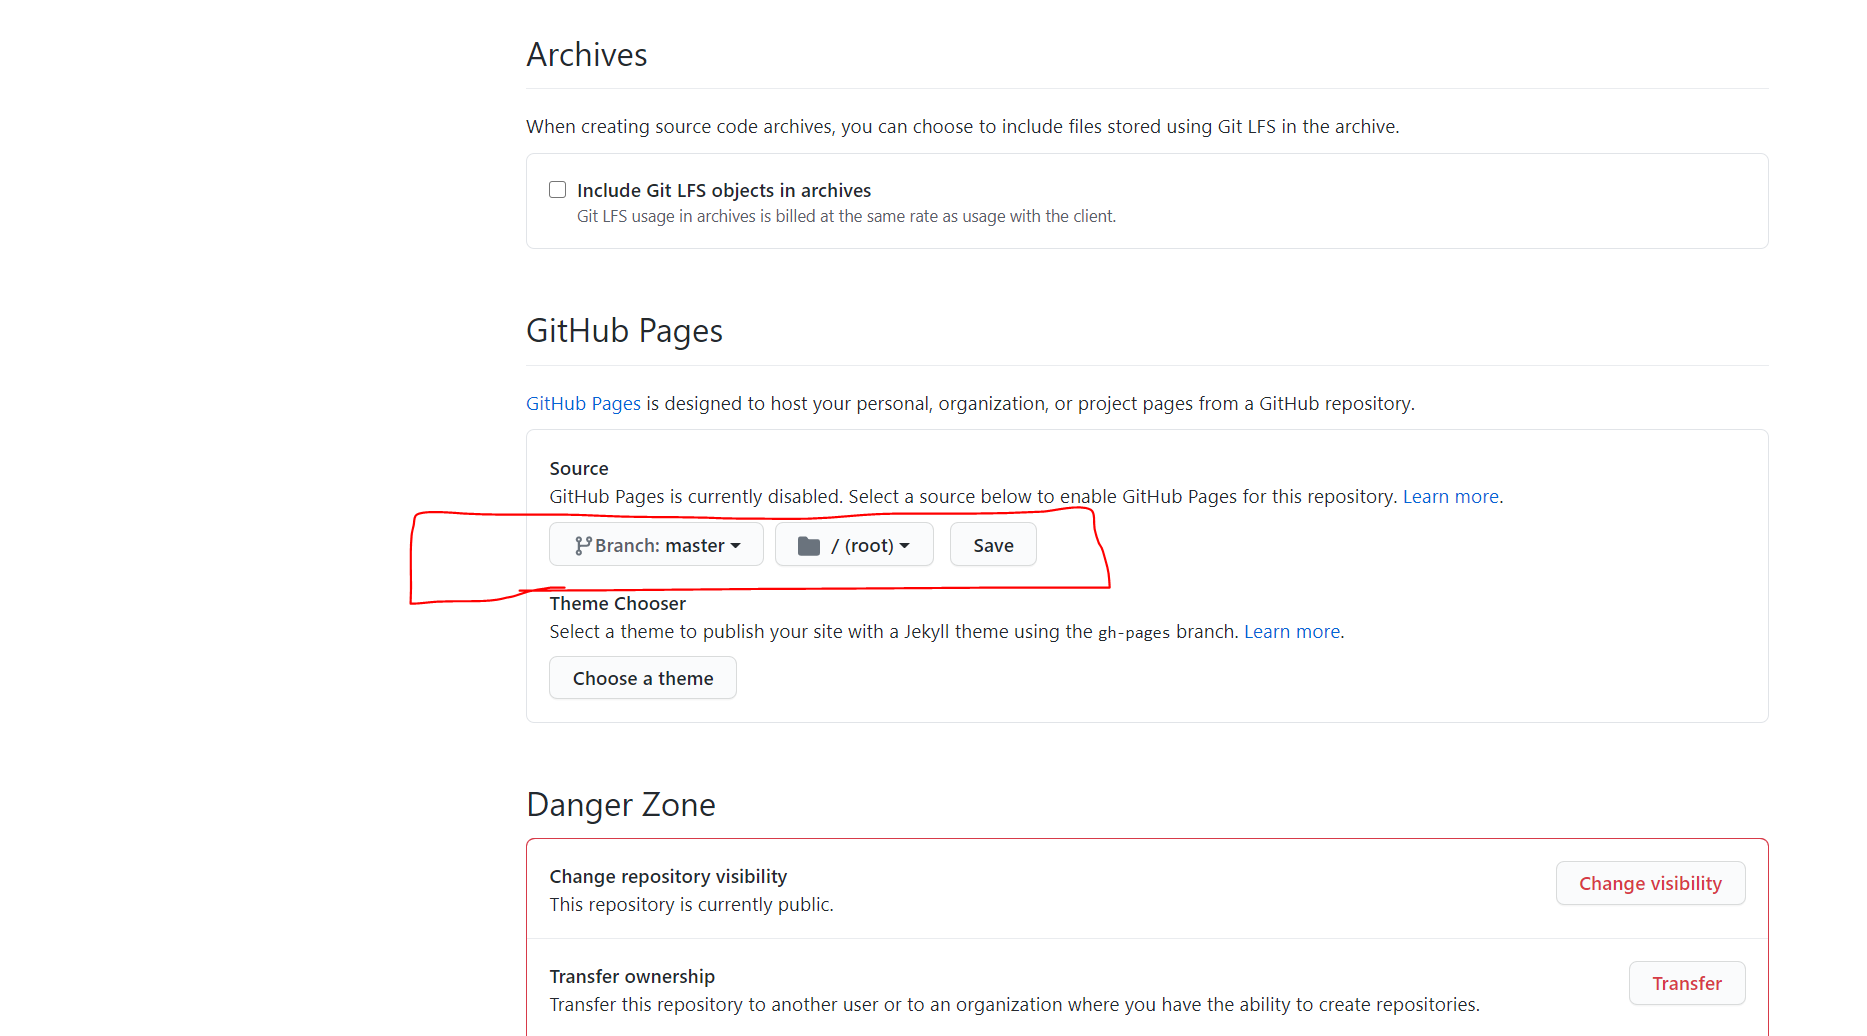 Archives
When creating source code archives, you can choose to include files stored using Git LFS in the archive.
Include Git LFS objects in archives
Git LFS usage in archives is billed at the same rate as usage with the client.
GitHub Pages
GitHub Pages is designed to host your personal, organization, or project pages from a GitHub repository.
Source
GitHub Pages is currently disabled. Select a source below to enable GitHub Pages for this repository. Learn more.
Branch: master / (root) Save
Theme Chooser
Select a theme to publish your site with a Jekyll theme using the gh-pages branch. Learn more.
Choose a theme
Danger Zone
Change repository visibility
This repository is currently public.
Change visibility
Transfer ownership
Transfer this repository to another user or to an organization where you have the ability to create repositories.
Transfer